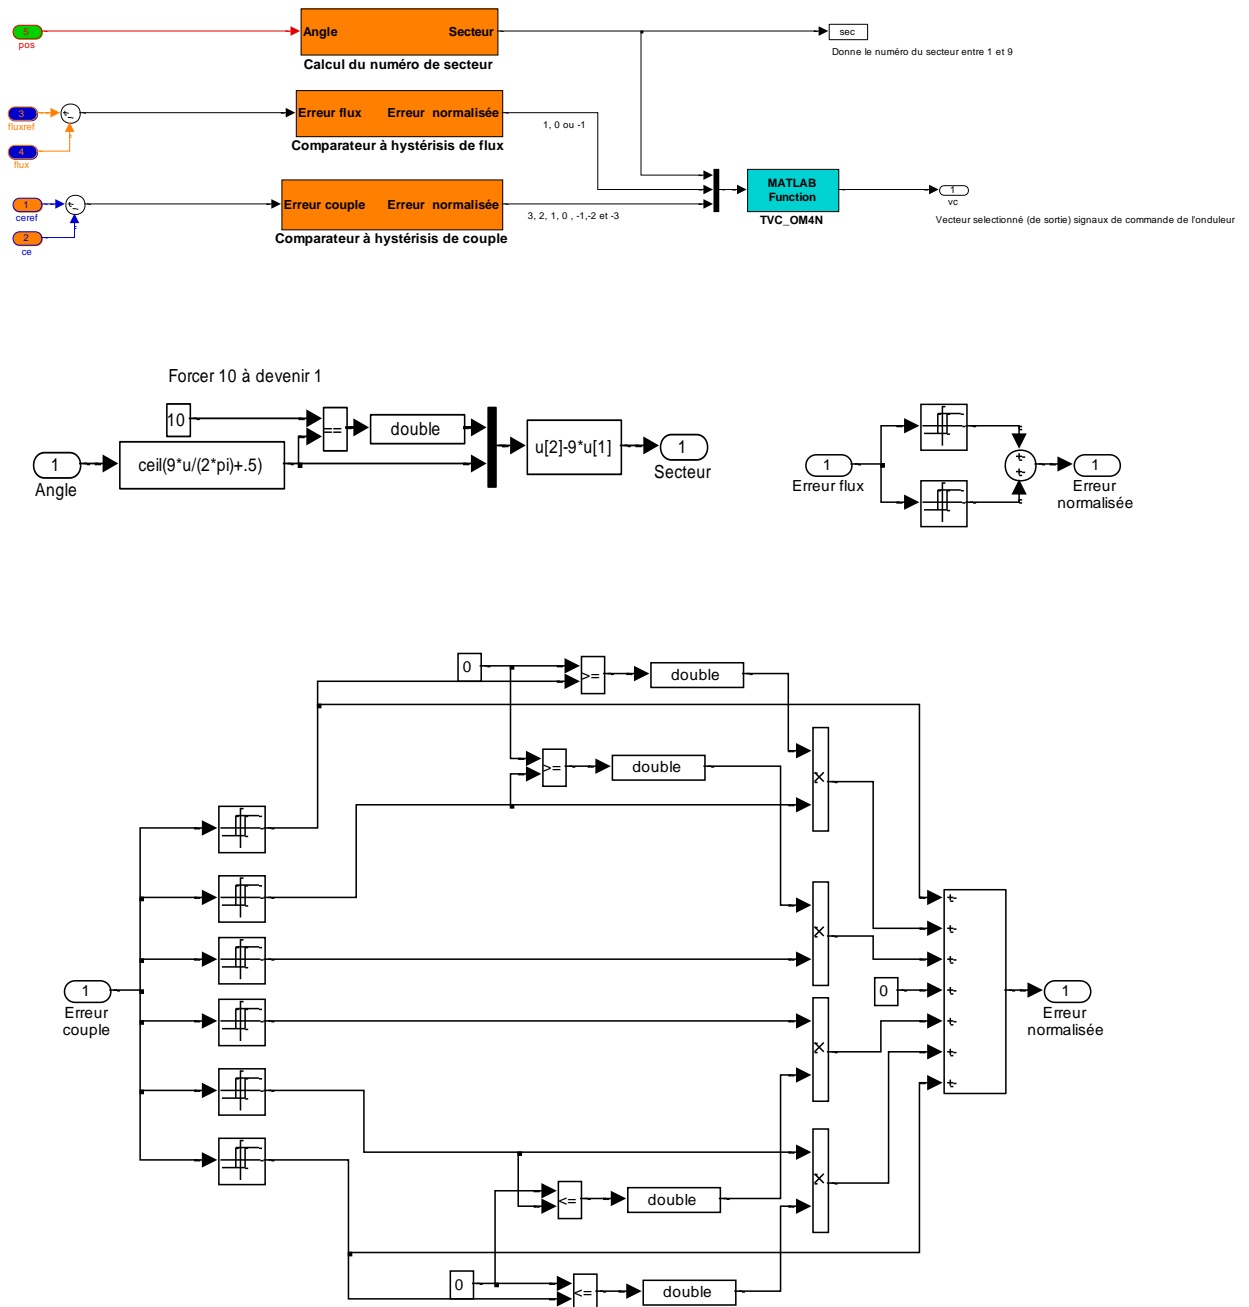 5
pos
Angle
Secteur
Calcul du numéro de secteur
sec
Donne le numéro du secteur entre 1 et 9
3
fluxref
4
flux
Erreur flux
Erreur normalisée
Comparateur à hystérisis de flux
1, 0 ou -1
1
ceref
2
ce
Erreur couple
Erreur normalisée
Comparateur à hystérisis de couple
3, 2, 1, 0 , -1,-2 et -3
MATLAB
Function
TVC_OM4N
1
vc
Vecteur selectionné (de sortie) signaux de commande de l'onduleur
Forcer 10 à devenir 1
10
==
double
1
Angle
ceil(9*u/(2*pi)+.5)
u[2]-9*u[1]
1
Secteur
1
Erreur flux
1
Erreur
normalisée
0
>=
double
>=
double
×
×
1
Erreur
couple
0
×
1
Erreur
normalisée
×
<=
double
0
<=
double